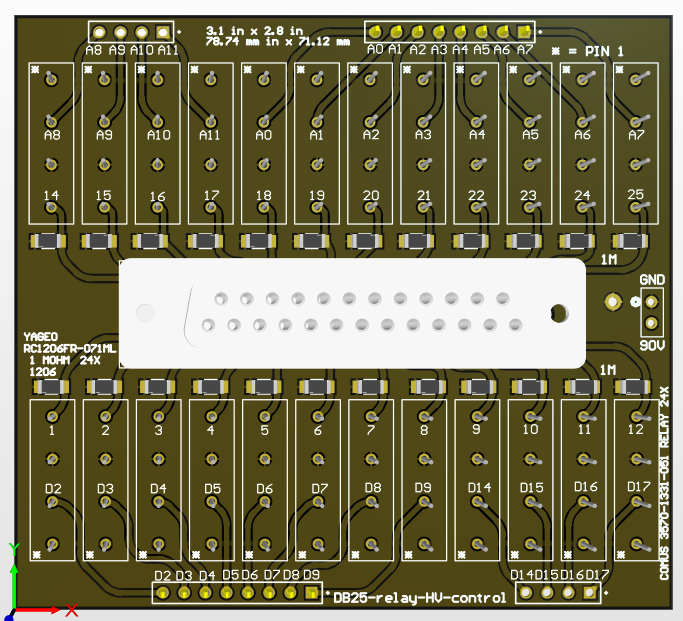 3.1 in x 2.8 in
78.74 mm in x 71.12 mm
A8 A9 A10 A11
A0 A1 A2 A3 A4 A5 A6 A7
* = PIN 1
* * * * * * * * * * * *
A8 A9 A10 A11 A0 A1 A2 A3 A4 A5 A6 A7
14 15 16 17 18 19 20 21 22 23 24 25
1M
GND
90V
YAGEO
RC1206FR-071ML
1 MOHM 24X
1206
1M
1 2 3 4 5 6 7 8 9 10 11 12
D2 D3 D4 D5 D6 D7 D8 D9 D14 D15 D16 D17
* * * * * * * * * * * *
COMUS 3570-1331-051 RELAY 24X
D2 D3 D4 D5 D6 D7 D8 D9
D14 D15 D16 D17
DB25-relay-HV-control
Y
X